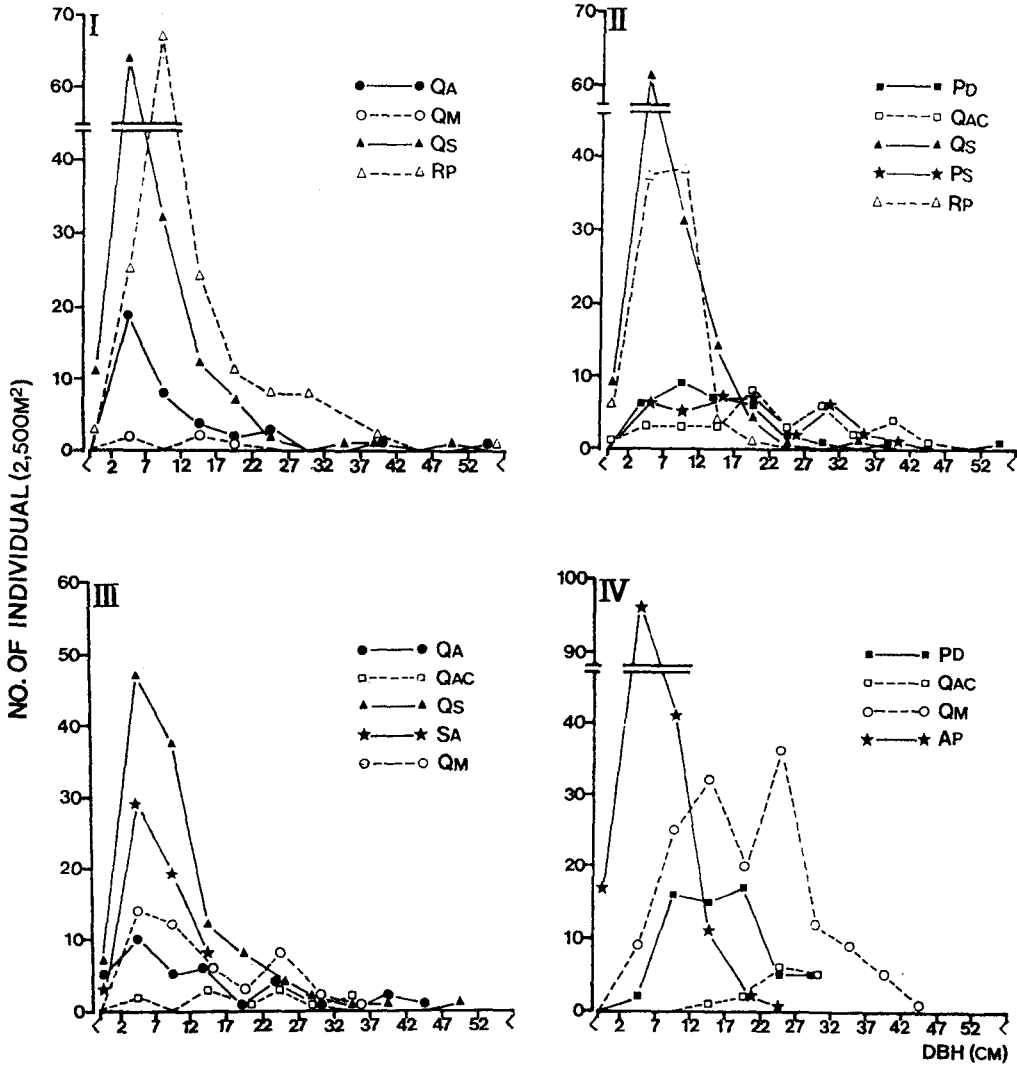 NO. OF INDIVIDUAL (2,500M²)
I
70
60
40
30
20
10
0
QA
QM
QS
RP
< 2 7 12 17 22 27 32 37 42 47 52 <
II
70
60
40
30
20
10
0
PD
QAC
QS
PS
RP
< 2 7 12 17 22 27 32 37 42 47 52 <
III
60
50
40
30
20
10
0
QA
QAC
QS
SA
QM
< 2 7 12 17 22 27 32 37 42 47 52 <
IV
100
90
40
30
20
10
0
PD
QAC
QM
AP
< 2 7 12 17 22 27 32 37 42 47 52 <
DBH (CM)